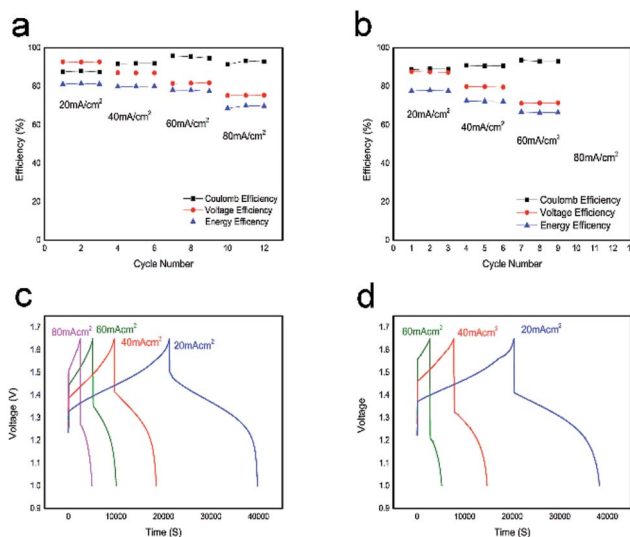 a
100
80
60
40
20
0
Efficiency (%)
20mA/cm²
40mA/cm²
60mA/cm²
80mA/cm²
Coulomb Efficiency
Voltage Efficiency
Energy Efficency
0 2 4 6 8 10 12
Cycle Number
b
100
80
60
40
20
0
Efficiency (%)
20mA/cm²
40mA/cm²
60mA/cm²
80mA/cm²
Coulomb Efficiency
Voltage Efficiency
Energy Efficency
0 1 2 3 4 5 6 7 8 9 10 11 12 13
Cycle Number
c
1.7
1.6
1.5
1.4
1.3
1.2
1.1
1.0
0.9
Voltage (V)
80mAcm²
60mAcm²
40mAcm²
20mAcm²
0 10000 20000 30000 40000
Time (S)
d
1.7
1.6
1.5
1.4
1.3
1.2
1.1
1.0
0.9
Voltage
60mAcm²
40mAcm²
20mAcm²
0 10000 20000 30000 40000
Time (S)